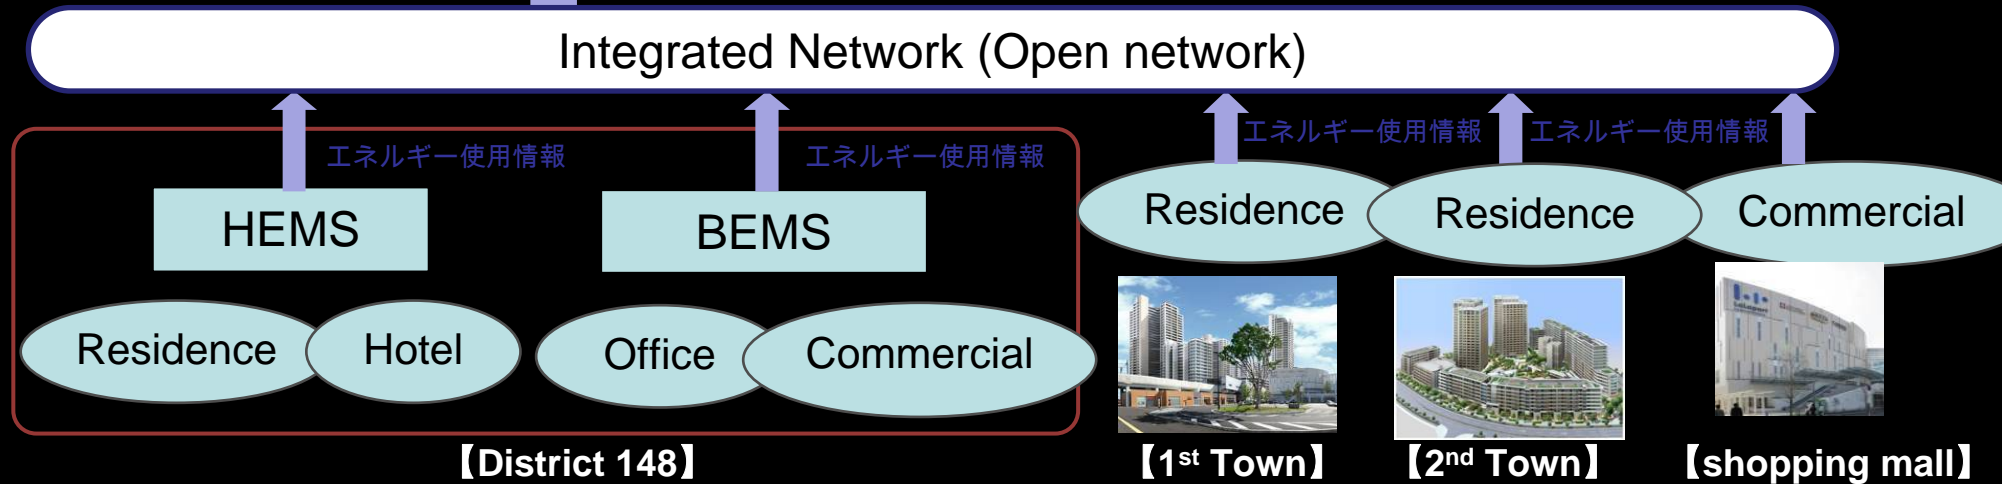 Integrated Network (Open network)
エネルギー使用情報 エネルギー使用情報
エネルギー使用情報 エネルギー使用情報
HEMS BEMS
Residence Residence Commercial
Residence Hotel Office Commercial
【District 148】 【1st Town】 【2nd Town】 【shopping mall】